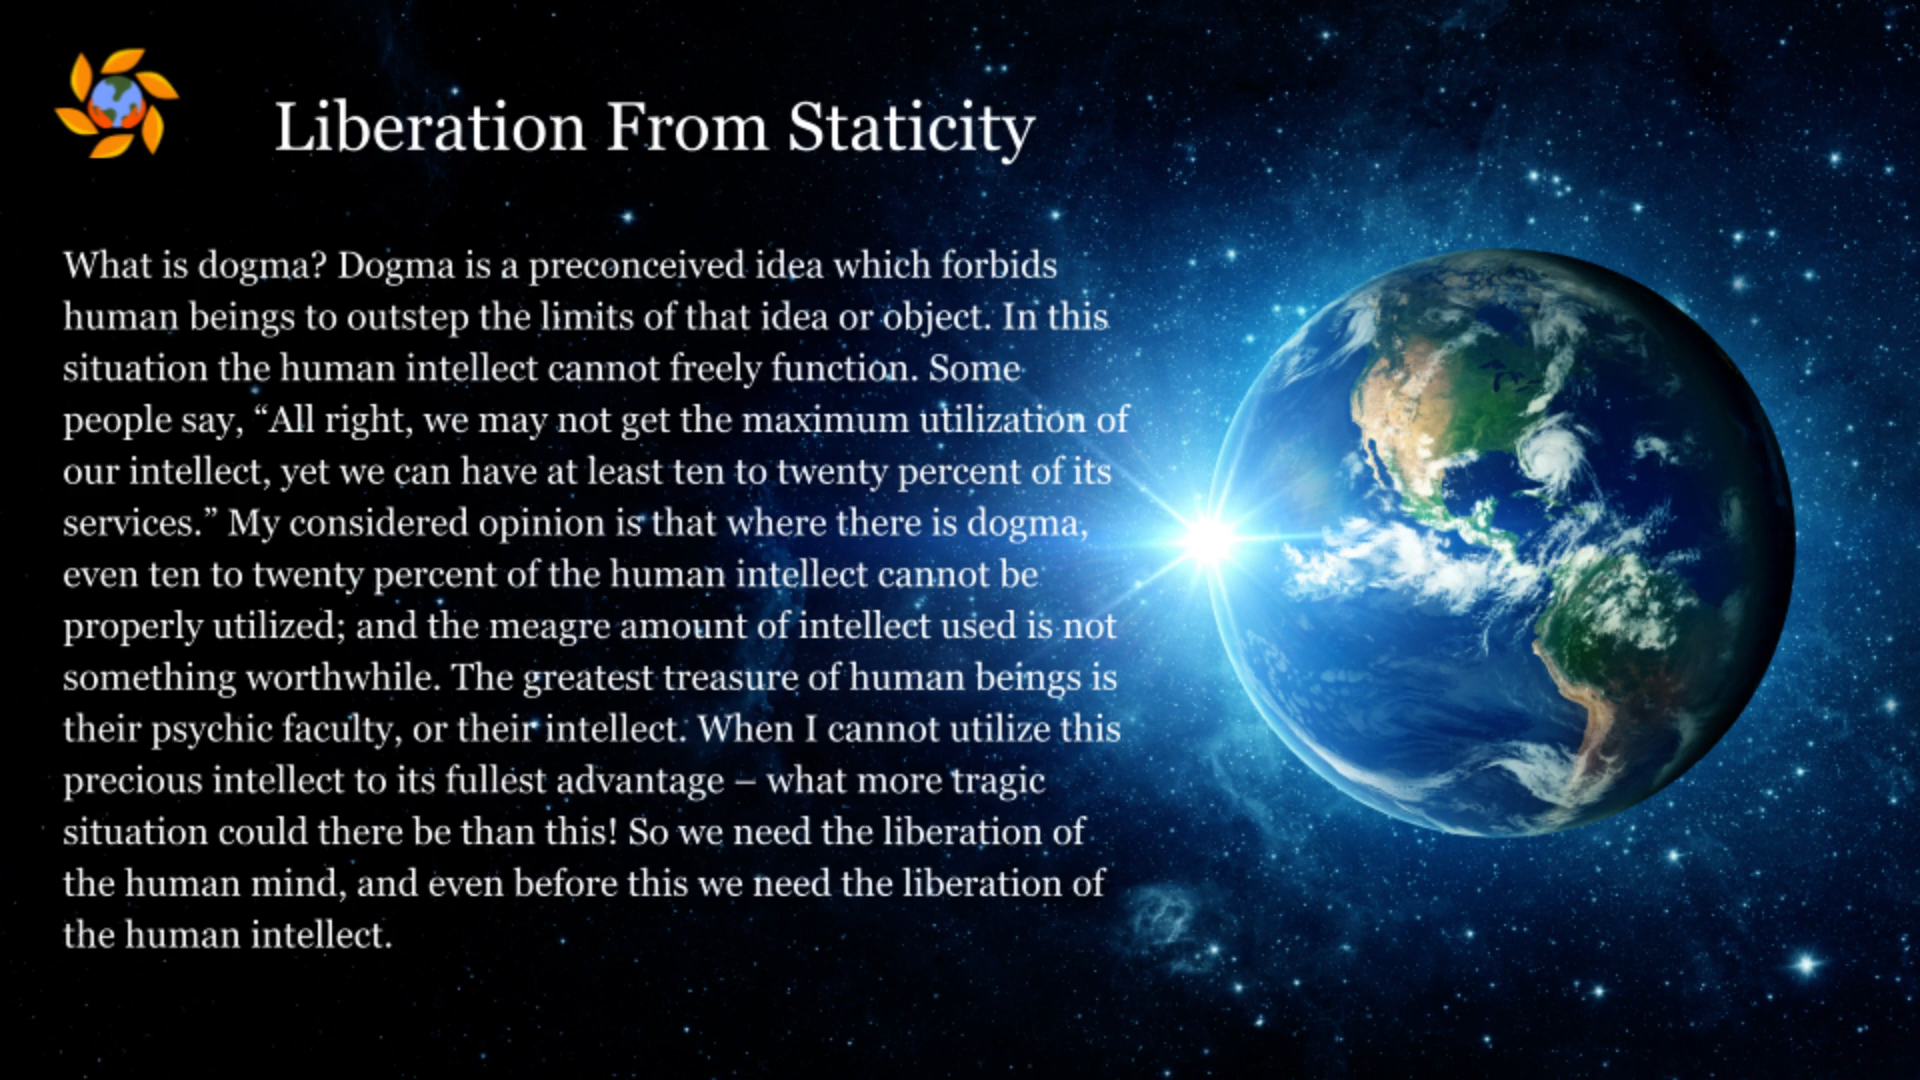 Liberation From Staticity
What is dogma? Dogma is a preconceived idea which forbids
human beings to outstep the limits of that idea or object. In this
situation the human intellect cannot freely function. Some
people say, “All right, we may not get the maximum utilization of
our intellect, yet we can have at least ten to twenty percent of its
services.” My considered opinion is that where there is dogma,
even ten to twenty percent of the human intellect cannot be
properly utilized; and the meagre amount of intellect used is not
something worthwhile. The greatest treasure of human beings is
their psychic faculty, or their intellect. When I cannot utilize this
precious intellect to its fullest advantage – what more tragic
situation could there be than this! So we need the liberation of
the human mind, and even before this we need the liberation of
the human intellect.